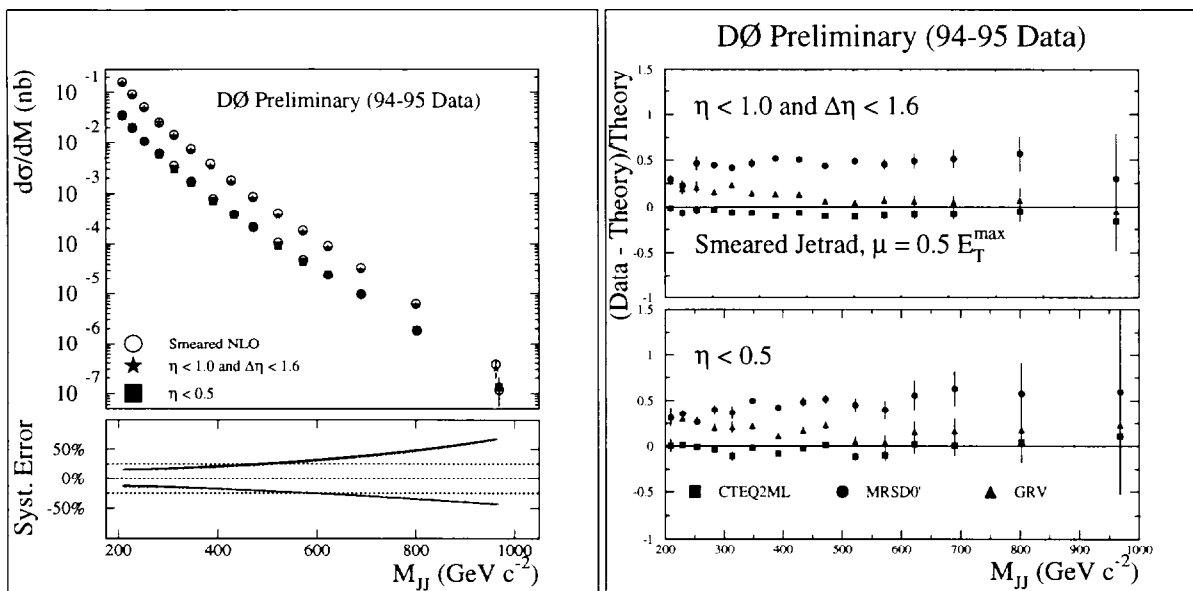 dσ/dM (nb)
10⁻¹
10⁻²
10⁻³
10⁻⁴
10⁻⁵
10⁻⁶
10⁻⁷
DØ Preliminary (94-95 Data)
Smeared NLO
η < 1.0 and Δη < 1.6
η < 0.5
Syst. Error
50%
0%
-50%
200 400 600 800 1000
M_JJ (GeV c⁻²)
DØ Preliminary (94-95 Data)
(Data - Theory)/Theory
1.5
1
0.5
0
-0.5
-1
η < 1.0 and Δη < 1.6
Smeared Jetrad, μ = 0.5 E_T^max
1
0.5
0
-0.5
-1
η < 0.5
CTEQ2ML MRSD0' GRV
200 300 400 500 600 700 800 900 1000
M_JJ (GeV c⁻²)